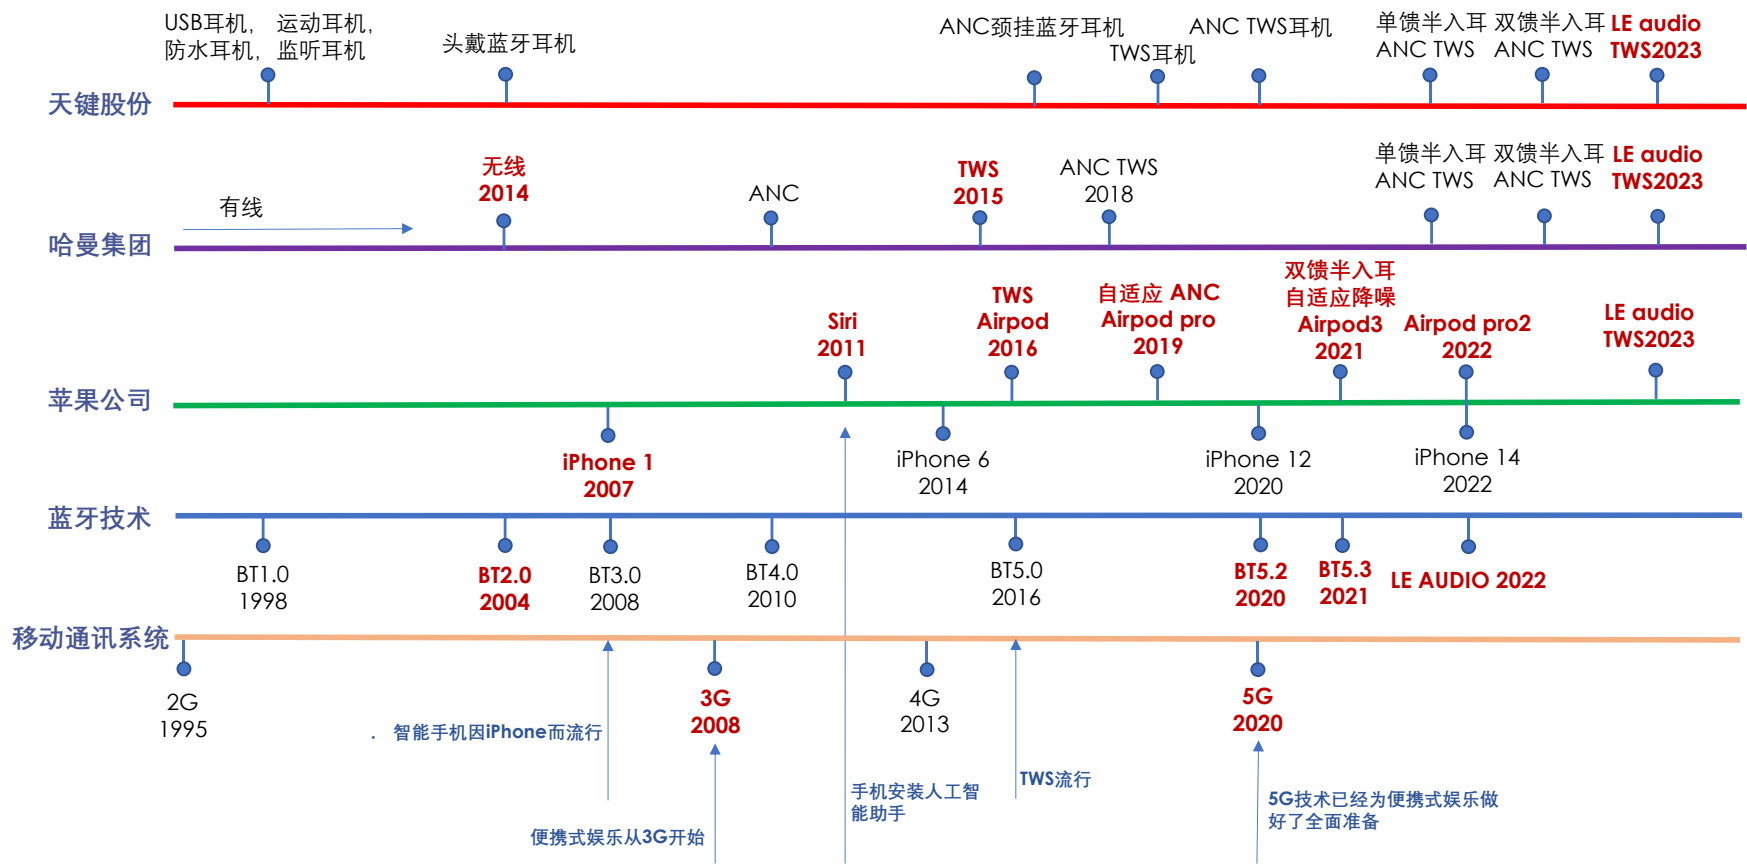 USB耳机， 运动耳机，
防水耳机， 监听耳机
头戴蓝牙耳机
ANC颈挂蓝牙耳机
TWS耳机
ANC TWS耳机
单馈半入耳
ANC TWS
双馈半入耳
ANC TWS
LE audio
TWS2023
天键股份
有线
无线
2014
ANC
TWS
2015
ANC TWS
2018
单馈半入耳
ANC TWS
双馈半入耳
ANC TWS
LE audio
TWS2023
哈曼集团
Siri
2011
TWS
Airpod
2016
自适应 ANC
Airpod pro
2019
双馈半入耳
自适应降噪
Airpod3
2021
Airpod pro2
2022
LE audio
TWS2023
苹果公司
iPhone 1
2007
iPhone 6
2014
iPhone 12
2020
iPhone 14
2022
蓝牙技术
BT1.0
1998
BT2.0
2004
BT3.0
2008
BT4.0
2010
BT5.0
2016
BT5.2
2020
BT5.3
2021
LE AUDIO 2022
移动通讯系统
2G
1995
3G
2008
4G
2013
5G
2020
. 智能手机因iPhone而流行
便携式娱乐从3G开始
手机安装人工智
能助手
TWS流行
5G技术已经为便携式娱乐做
好了全面准备